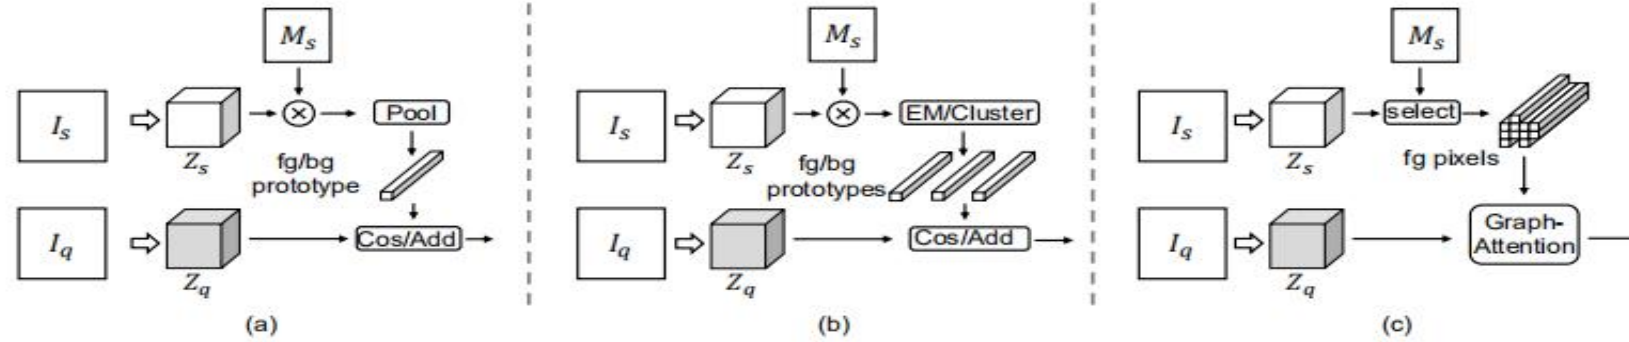 M_s
I_s
Z_s
⊗
Pool
fg/bg
prototype
I_q
Z_q
Cos/Add
(a)
M_s
I_s
Z_s
⊗
EM/Cluster
fg/bg
prototypes
I_q
Z_q
Cos/Add
(b)
M_s
I_s
Z_s
select
fg pixels
I_q
Z_q
Graph-
Attention
(c)